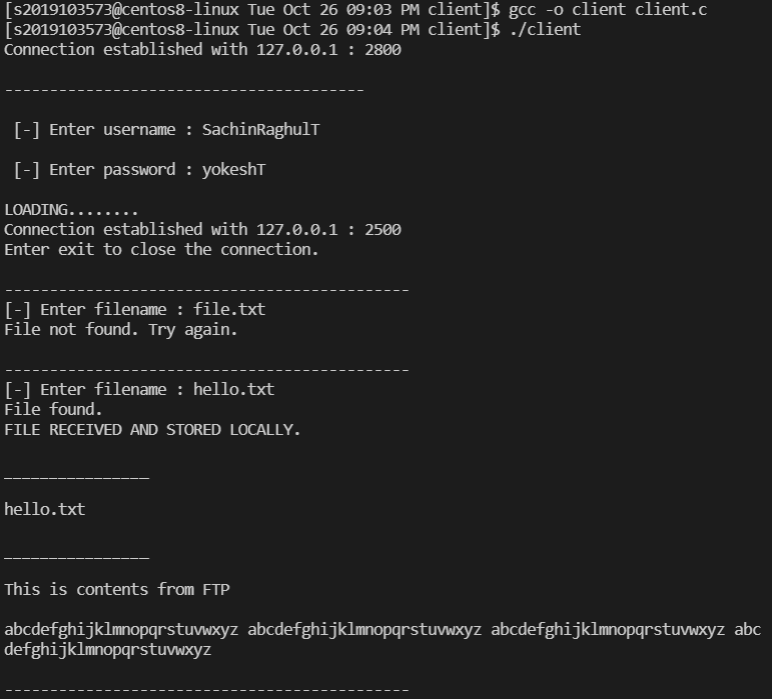 [s2019103573@centos8-linux Tue Oct 26 09:03 PM client]$ gcc -o client client.c
[s2019103573@centos8-linux Tue Oct 26 09:04 PM client]$ ./client
Connection established with 127.0.0.1 : 2800
----------------------------------------
[-] Enter username : SachinRaghulT
[-] Enter password : yokeshT
LOADING........
Connection established with 127.0.0.1 : 2500
Enter exit to close the connection.
---------------------------------------------
[-] Enter filename : file.txt
File not found. Try again.
---------------------------------------------
[-] Enter filename : hello.txt
File found.
FILE RECEIVED AND STORED LOCALLY.
________________
hello.txt
________________
This is contents from FTP
abcdefghijklmnopqrstuvwxyz abcdefghijklmnopqrstuvwxyz abcdefghijklmnopqrstuvwxyz abc
defghijklmnopqrstuvwxyz
---------------------------------------------